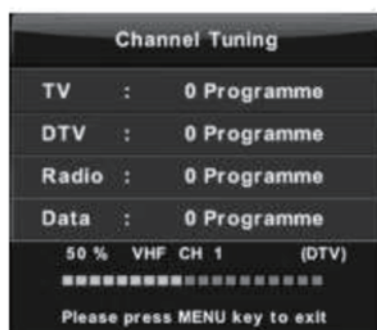 Channel Tuning
TV : 0 Programme
DTV : 0 Programme
Radio : 0 Programme
Data : 0 Programme
50 % VHF CH 1 (DTV)
Please press MENU key to exit